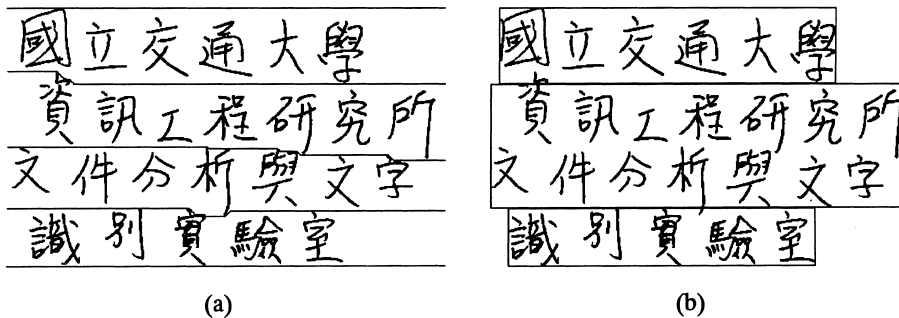 國立交通大學
資訊工程研究所
文件分析與文字
識別實驗室
(a)
國立交通大學
資訊工程研究所
文件分析與文字
識別實驗室
(b)